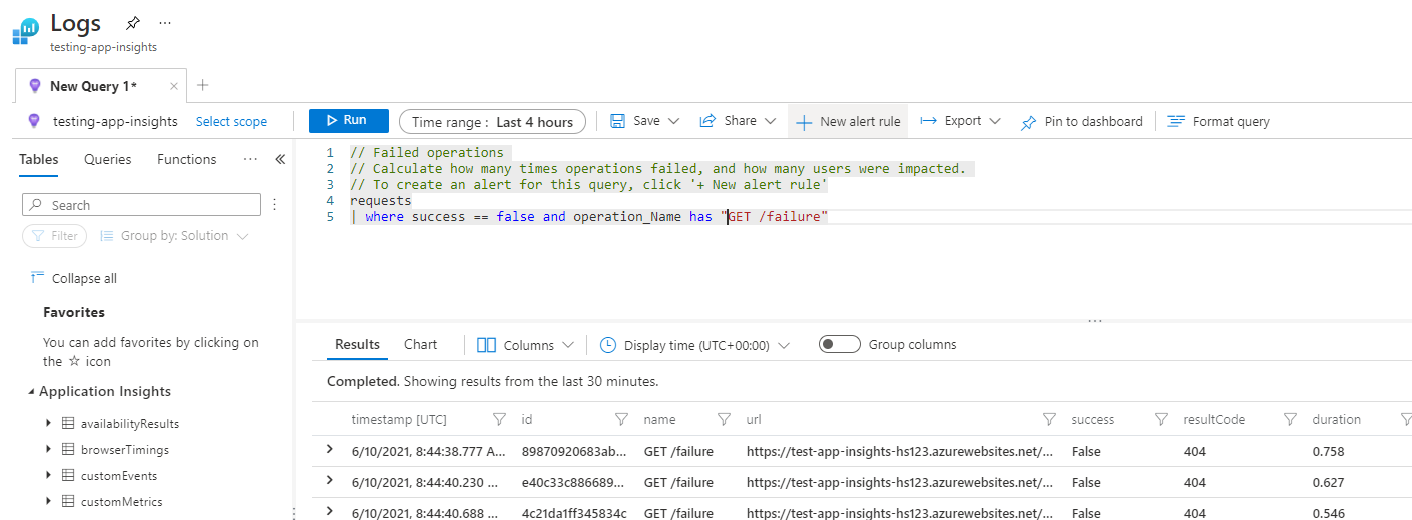 Logs
testing-app-insights
New Query 1*
testing-app-insights Select scope Run Time range : Last 4 hours Save Share New alert rule Export Pin to dashboard Format query
Tables Queries Functions
Search
Filter Group by: Solution
Collapse all
Favorites
You can add favorites by clicking on
the ☆ icon
Application Insights
availabilityResults
browserTimings
customEvents
customMetrics
1 // Failed operations
2 // Calculate how many times operations failed, and how many users were impacted.
3 // To create an alert for this query, click '+ New alert rule'
4 requests
5 | where success == false and operation_Name has "GET /failure"
Results Chart Columns Display time (UTC+00:00) Group columns
Completed. Showing results from the last 30 minutes.
timestamp [UTC] id name url success resultCode duration
6/10/2021, 8:44:38.777 A... 89870920683ab... GET /failure https://test-app-insights-hs123.azurewebsites.net/... False 404 0.758
6/10/2021, 8:44:40.230 ... e40c33c886689... GET /failure https://test-app-insights-hs123.azurewebsites.net/... False 404 0.627
6/10/2021, 8:44:40.688 ... 4c21da1ff345834c GET /failure https://test-app-insights-hs123.azurewebsites.net/... False 404 0.546